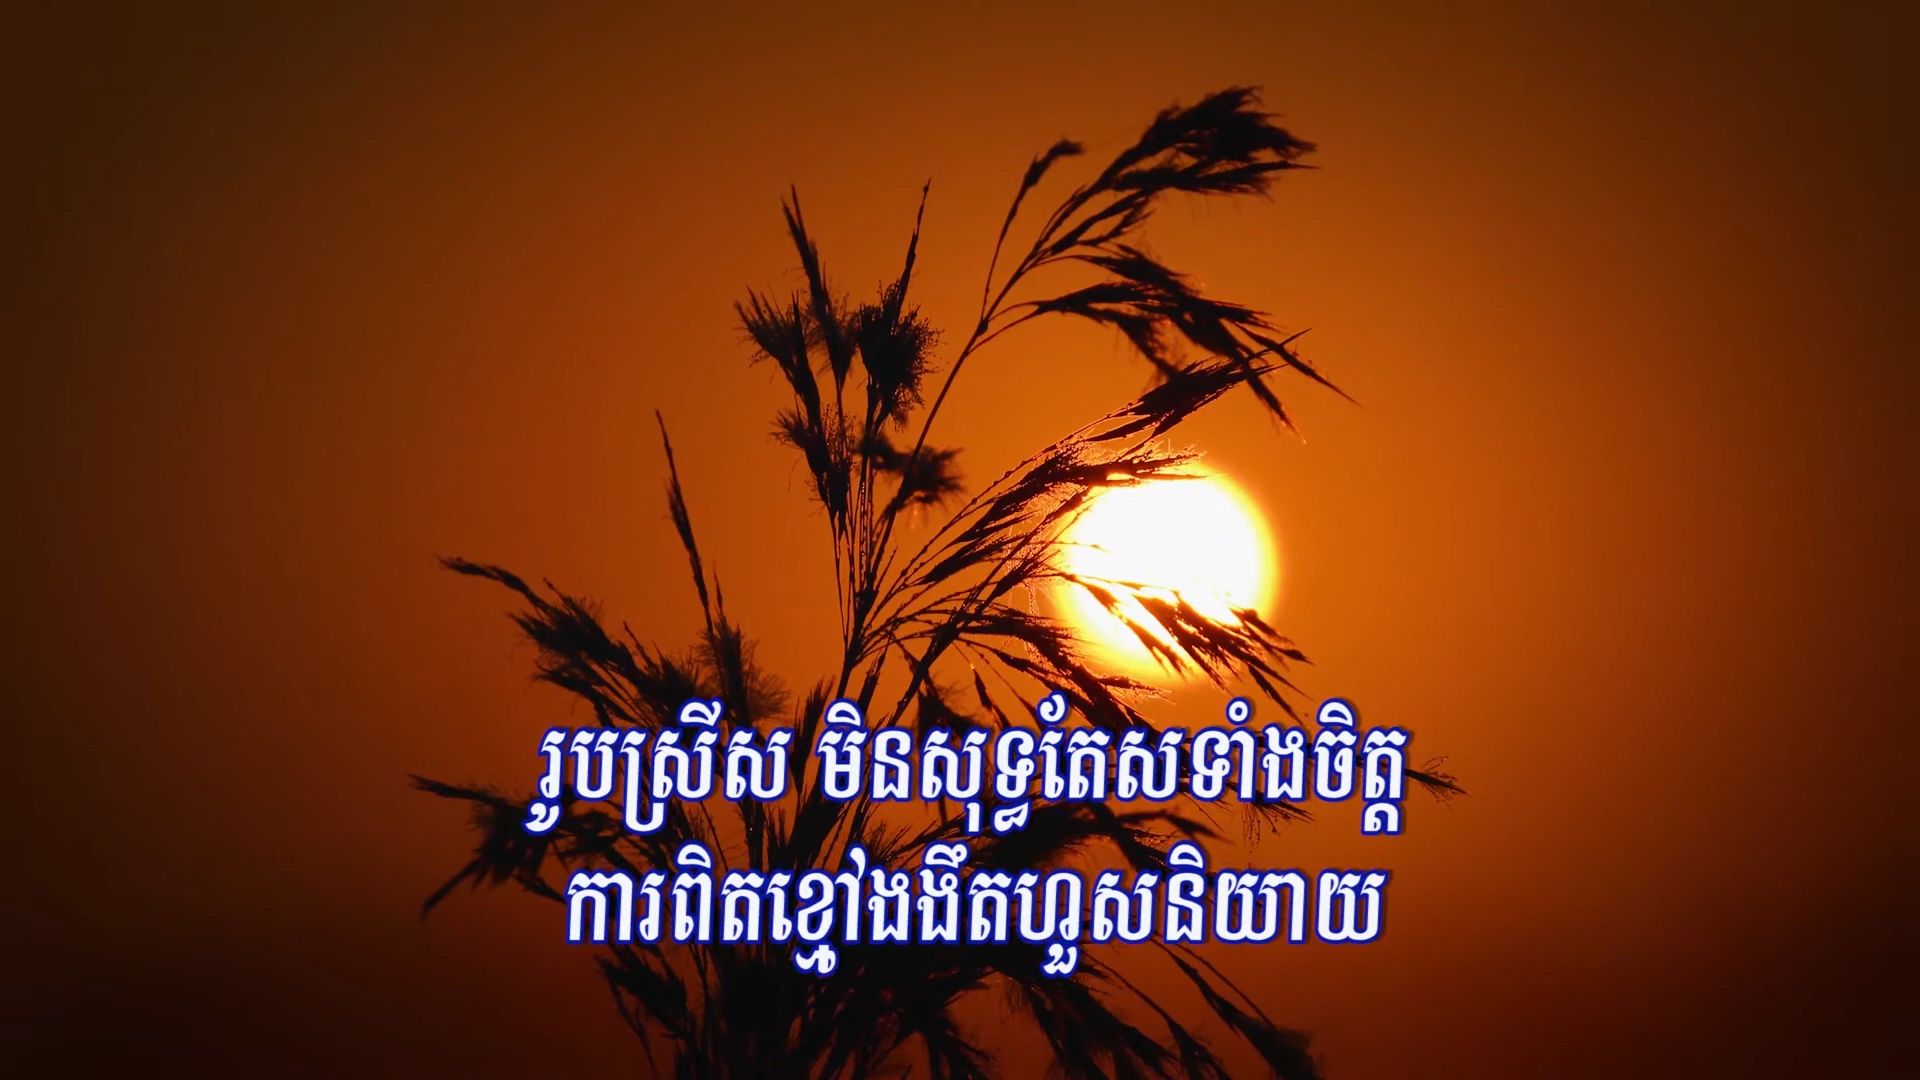 រូបស្រីស មិនសុទ្ធតែសទាំងចិត្ត
ការពិតខ្មៅងងឹតហួសនិយាយ